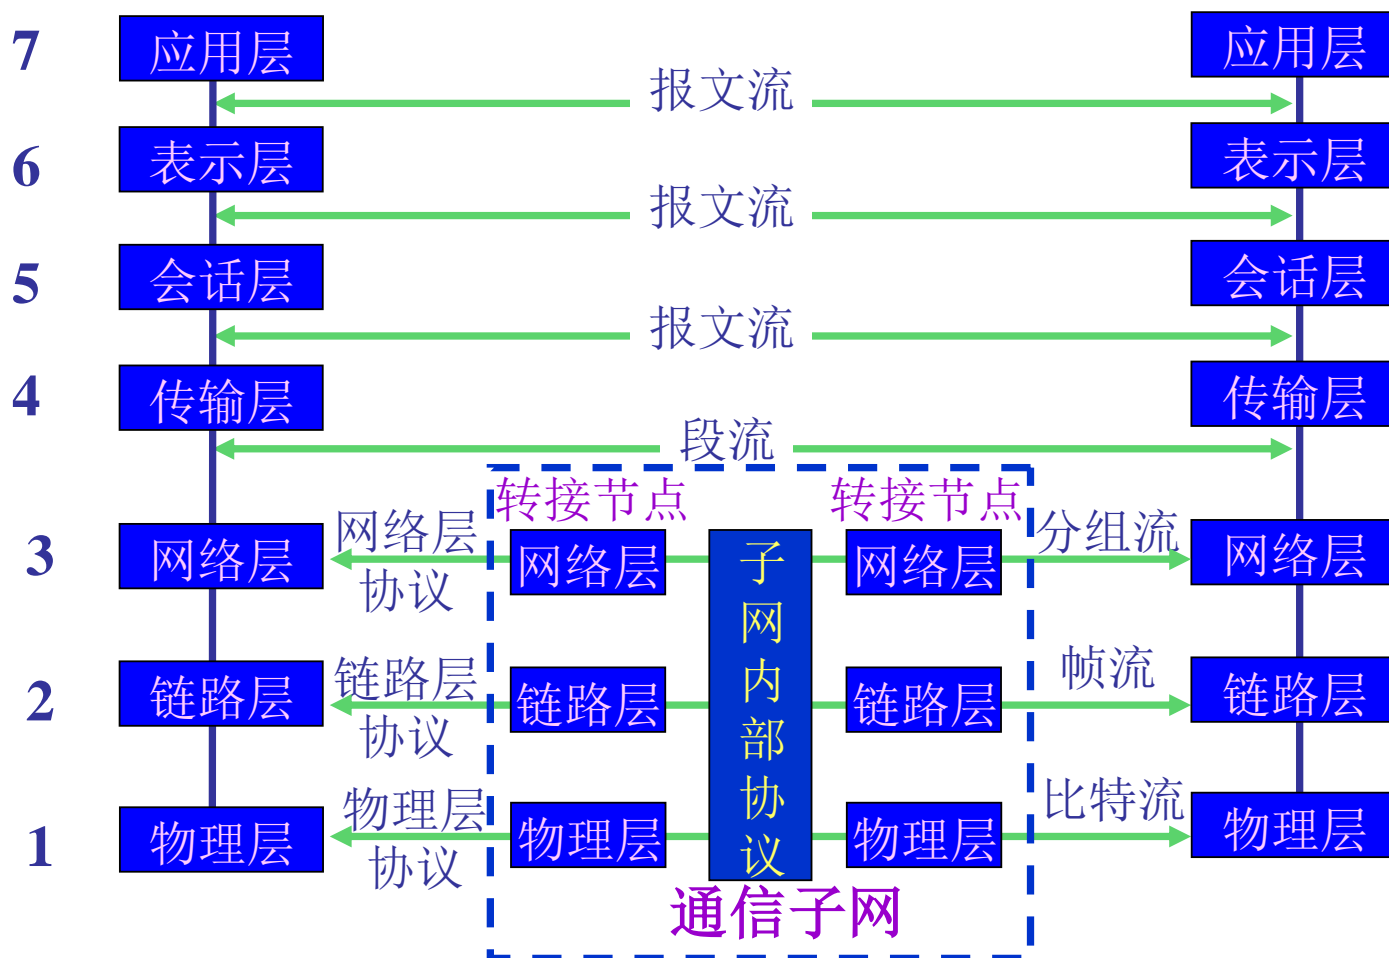 7
应用层
应用层
报文流
6
表示层
表示层
报文流
5
会话层
会话层
报文流
4
传输层
传输层
段流
转接节点
转接节点
3
网络层
网络层
协议
网络层
网络层
分组流
网络层
2
链路层
链路层
协议
链路层
链路层
帧流
链路层
1
物理层
物理层
协议
物理层
物理层
比特流
物理层
子网内部协议
通信子网